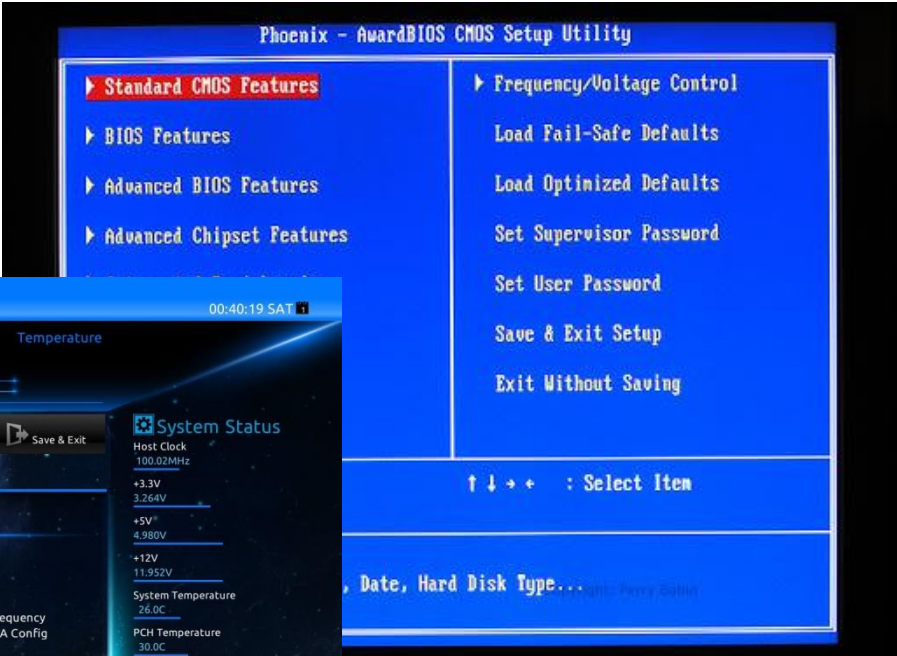 Phoenix - AwardBIOS CMOS Setup Utility
Standard CMOS Features
BIOS Features
Advanced BIOS Features
Advanced Chipset Features
Frequency/Voltage Control
Load Fail-Safe Defaults
Load Optimized Defaults
Set Supervisor Password
Set User Password
Save & Exit Setup
Exit Without Saving
↑ ↓ → ← : Select Item
, Date, Hard Disk Type...
00:40:19 SAT 1
Temperature
Save & Exit
System Status
Host Clock
100.02MHz
+3.3V
3.264V
+5V
4.980V
+12V
11.952V
System Temperature
26.0C
PCH Temperature
30.0C
equency
A Config